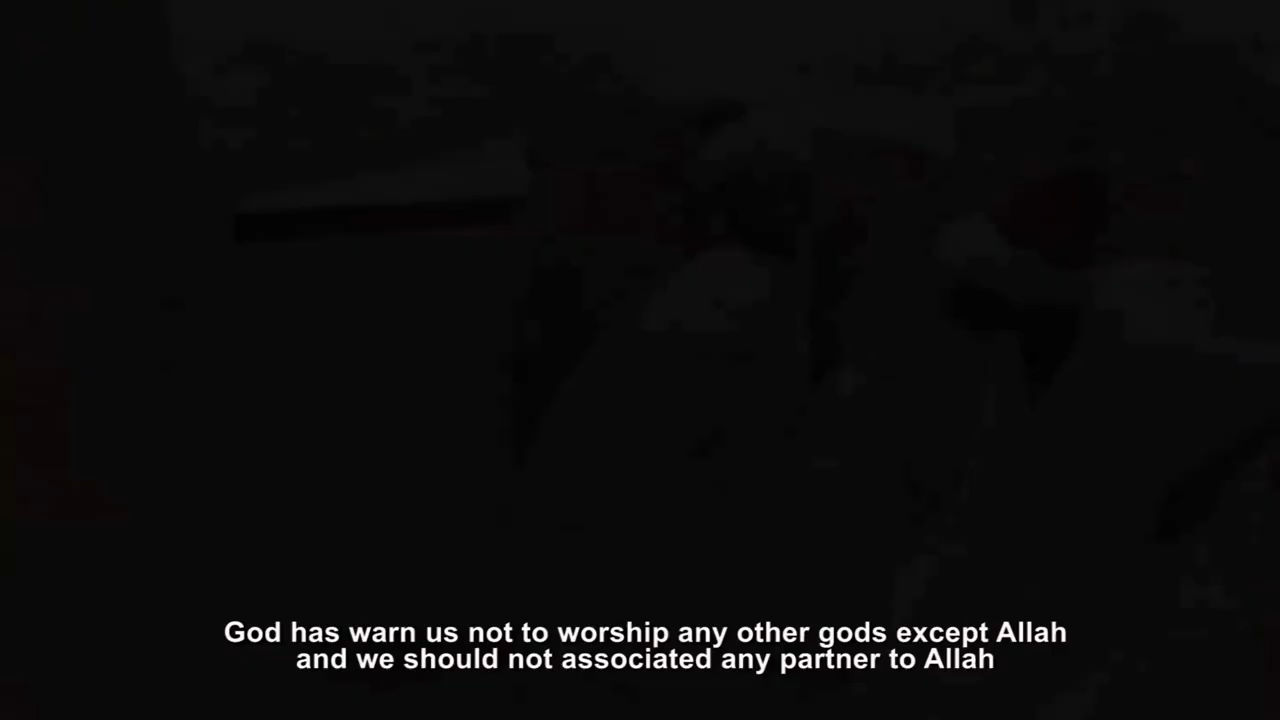 God has warn us not to worship any other gods except Allah
and we should not associated any partner to Allah